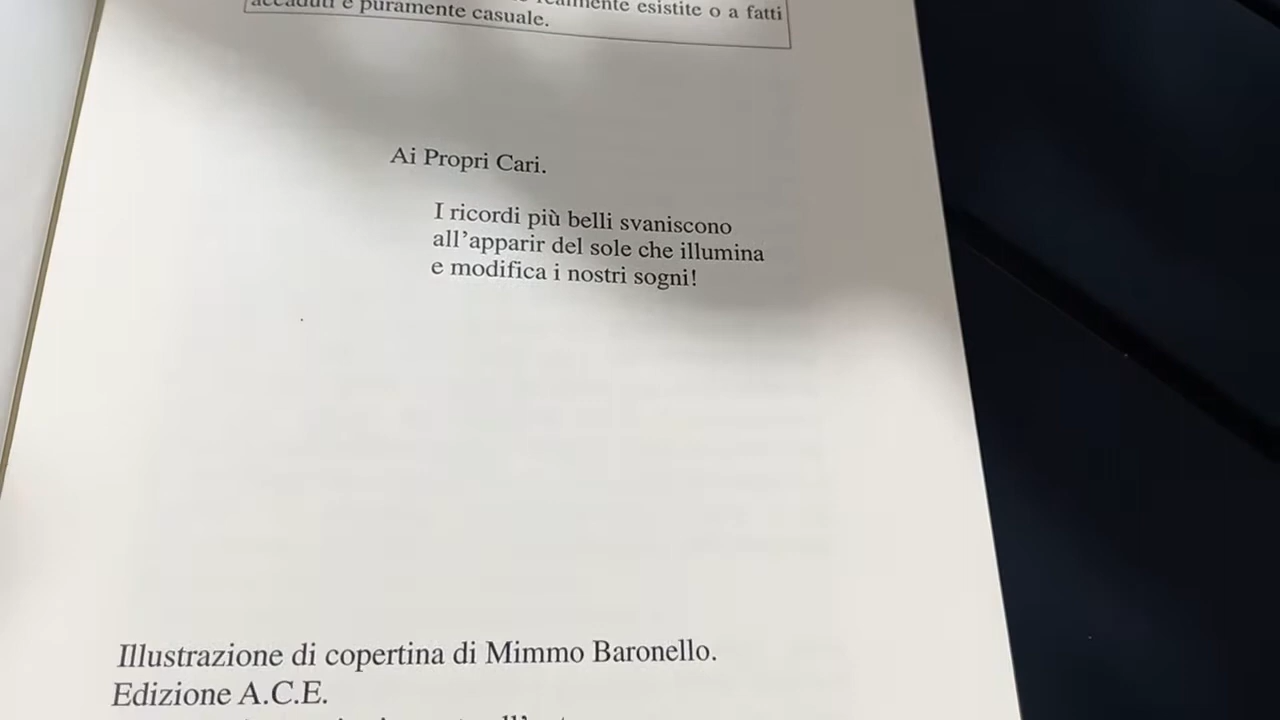 realmente esistite o a fatti
accaduti è puramente casuale.
Ai Propri Cari.
I ricordi più belli svaniscono
all'apparir del sole che illumina
e modifica i nostri sogni!
Illustrazione di copertina di Mimmo Baronello.
Edizione A.C.E.